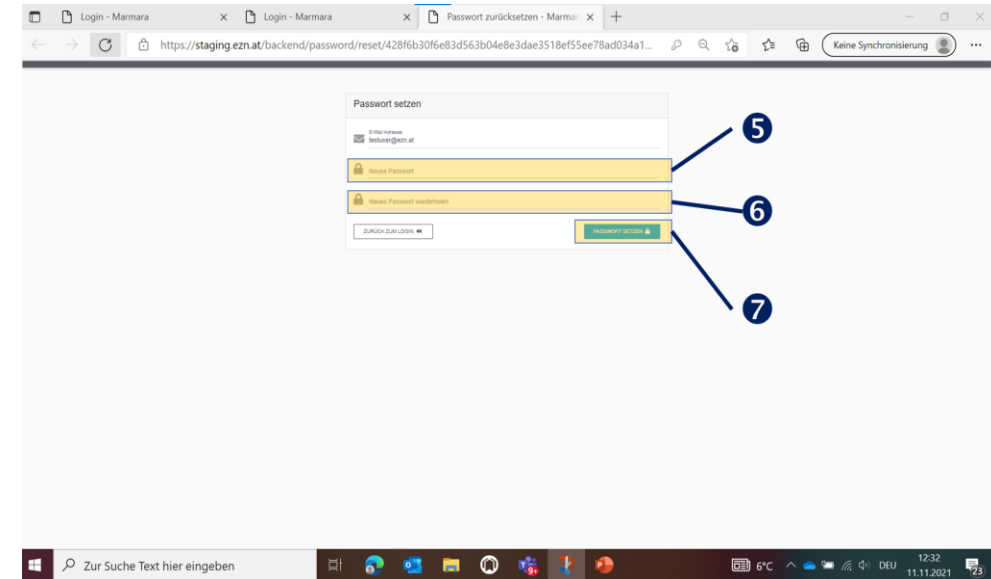 Login - Marmara
Login - Marmara
Passwort zurücksetzen - Marmar
https://staging.ezn.at/backend/password/reset/428f6b30f6e83d563b04e8e3dae3518ef55ee78ad034a1...
Keine Synchronisierung
Passwort setzen
E-Mail Adresse
testuser@ezn.at
Neues Passwort
Neues Passwort wiederholen
ZURÜCK ZUM LOGIN
PASSWORT SETZEN
5
6
7
Zur Suche Text hier eingeben
9+
6°C
DEU
12:32
11.11.2021
23